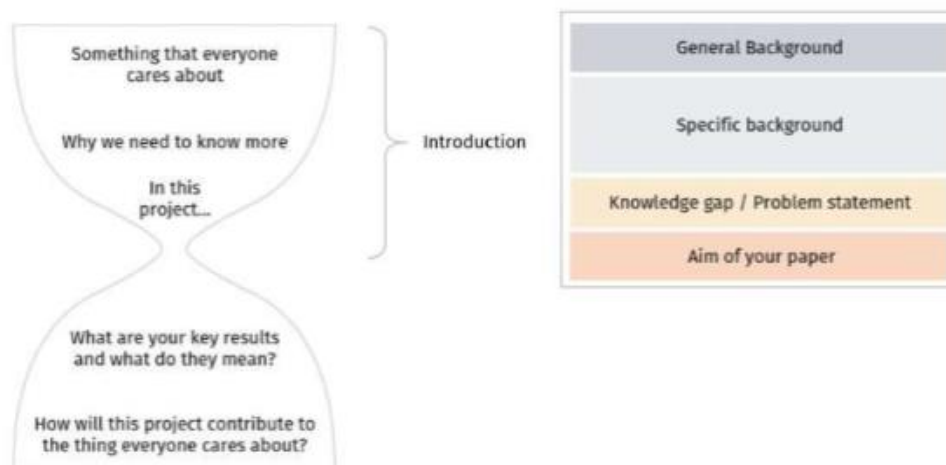 Something that everyone
cares about
Why we need to know more
In this
project...
What are your key results
and what do they mean?
How will this project contribute to
the thing everyone cares about?
Introduction
General Background
Specific background
Knowledge gap / Problem statement
Aim of your paper